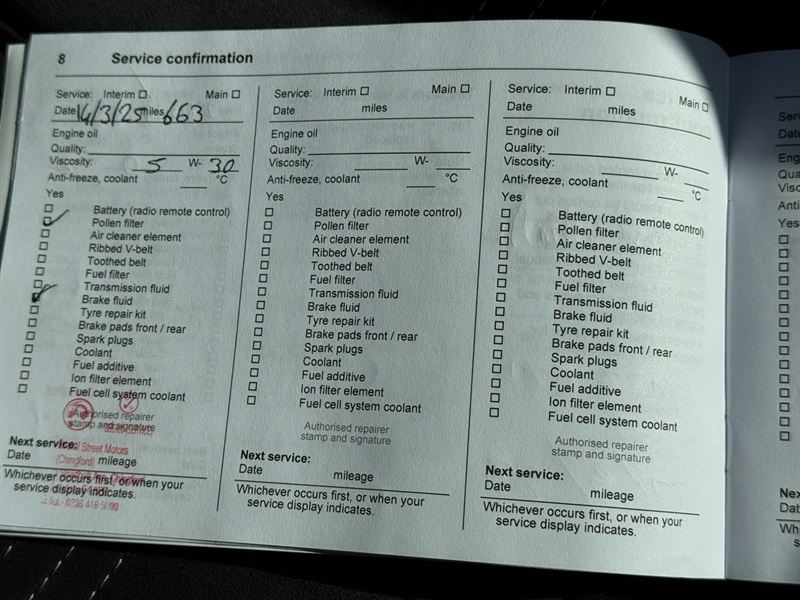 8 Service confirmation
Service: Interim Main
Date 14/3/25 miles 663
Engine oil
Quality:
Viscosity: 5 W- 30
Anti-freeze, coolant °C
Yes
Battery (radio remote control)
Pollen filter
Air cleaner element
Ribbed V-belt
Toothed belt
Fuel filter
Transmission fluid
Brake fluid
Tyre repair kit
Brake pads front / rear
Spark plugs
Coolant
Fuel additive
Ion filter element
Fuel cell system coolant
Authorised repairer
stamp and signature
Street Motors
(Chingford)
Next service:
Date mileage
Whichever occurs first, or when your
service display indicates.
Service: Interim Main
Date miles
Engine oil
Quality:
Viscosity: W-
Anti-freeze, coolant °C
Yes
Battery (radio remote control)
Pollen filter
Air cleaner element
Ribbed V-belt
Toothed belt
Fuel filter
Transmission fluid
Brake fluid
Tyre repair kit
Brake pads front / rear
Spark plugs
Coolant
Fuel additive
Ion filter element
Fuel cell system coolant
Authorised repairer
stamp and signature
Next service:
Date mileage
Whichever occurs first, or when your
service display indicates.
Service: Interim Main
Date miles
Engine oil
Quality:
Viscosity: W-
Anti-freeze, coolant °C
Yes
Battery (radio remote control)
Pollen filter
Air cleaner element
Ribbed V-belt
Toothed belt
Fuel filter
Transmission fluid
Brake fluid
Tyre repair kit
Brake pads front / rear
Spark plugs
Coolant
Fuel additive
Ion filter element
Fuel cell system coolant
Authorised repairer
stamp and signature
Next service:
Date mileage
Whichever occurs first, or when your
service display indicates.
Yes